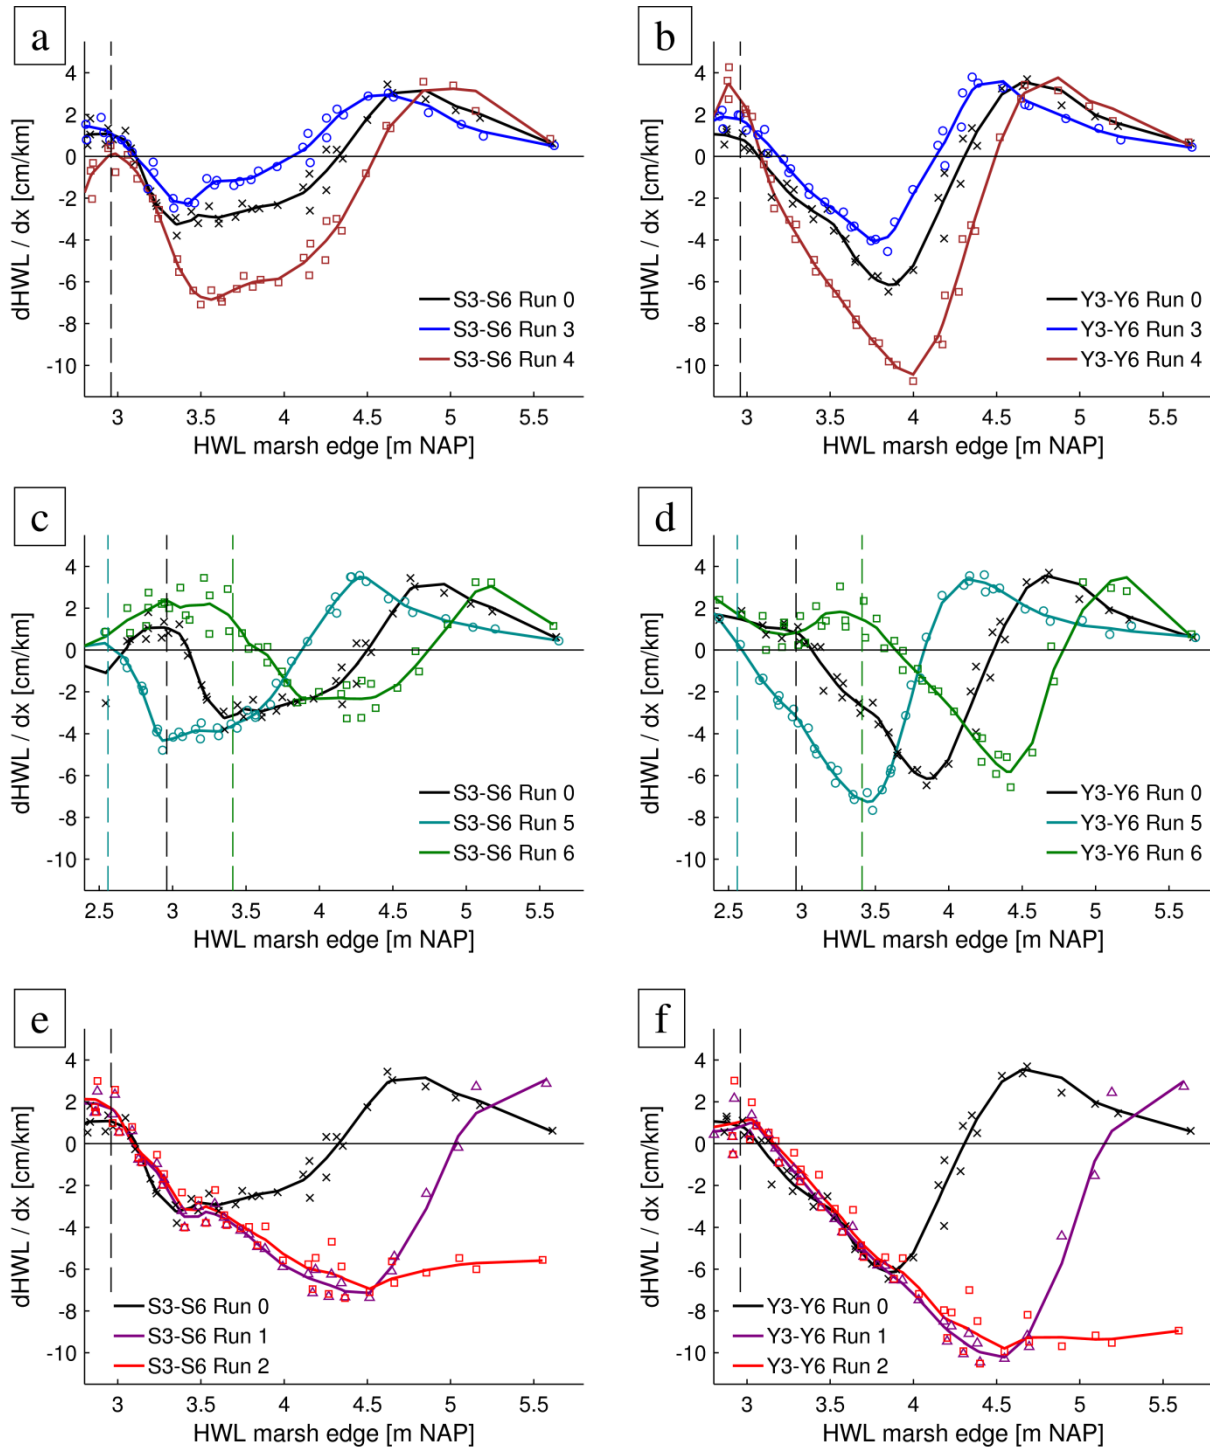 a
4
2
0
-2
-4
-6
-8
-10
dHWL / dx [cm/km]
S3-S6 Run 0
S3-S6 Run 3
S3-S6 Run 4
3
3.5
4
4.5
5
5.5
HWL marsh edge [m NAP]
b
4
2
0
-2
-4
-6
-8
-10
dHWL / dx [cm/km]
Y3-Y6 Run 0
Y3-Y6 Run 3
Y3-Y6 Run 4
3
3.5
4
4.5
5
5.5
HWL marsh edge [m NAP]
c
4
2
0
-2
-4
-6
-8
-10
dHWL / dx [cm/km]
S3-S6 Run 0
S3-S6 Run 5
S3-S6 Run 6
2.5
3
3.5
4
4.5
5
5.5
HWL marsh edge [m NAP]
d
4
2
0
-2
-4
-6
-8
-10
dHWL / dx [cm/km]
Y3-Y6 Run 0
Y3-Y6 Run 5
Y3-Y6 Run 6
2.5
3
3.5
4
4.5
5
5.5
HWL marsh edge [m NAP]
e
4
2
0
-2
-4
-6
-8
-10
dHWL / dx [cm/km]
S3-S6 Run 0
S3-S6 Run 1
S3-S6 Run 2
3
3.5
4
4.5
5
5.5
HWL marsh edge [m NAP]
f
4
2
0
-2
-4
-6
-8
-10
dHWL / dx [cm/km]
Y3-Y6 Run 0
Y3-Y6 Run 1
Y3-Y6 Run 2
3
3.5
4
4.5
5
5.5
HWL marsh edge [m NAP]